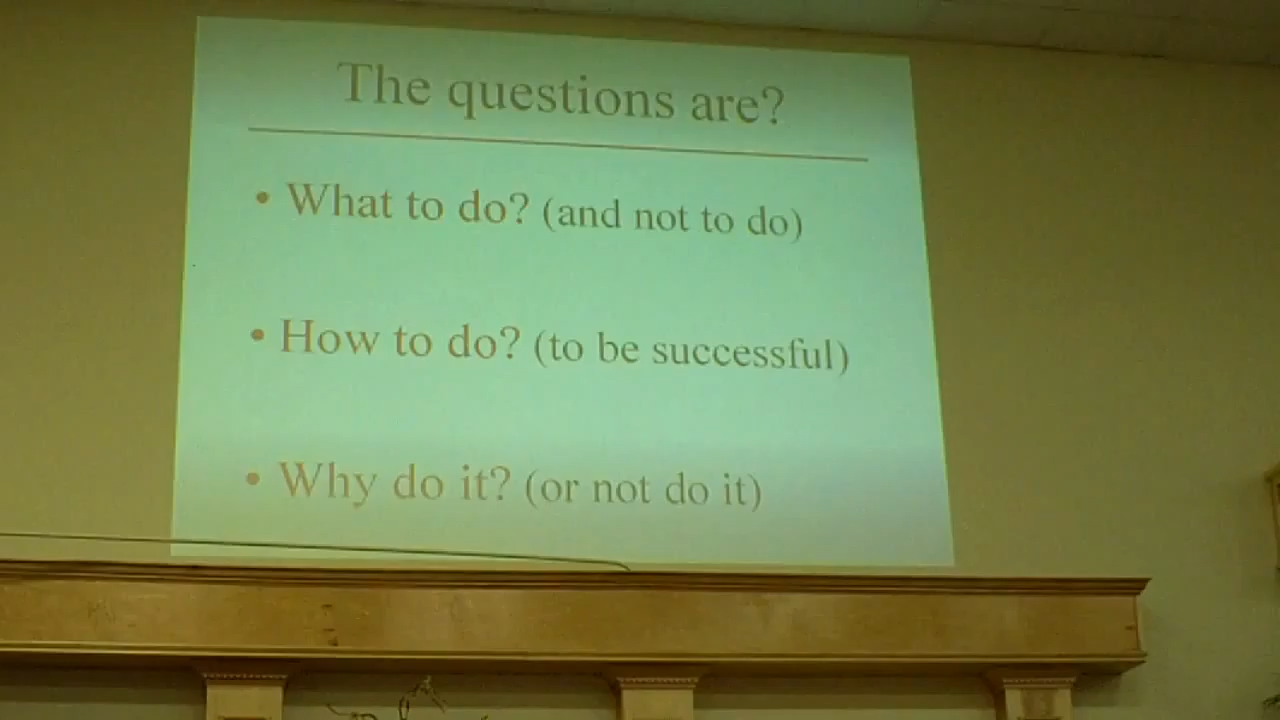 The questions are?
• What to do? (and not to do)
• How to do? (to be successful)
• Why do it? (or not do it)